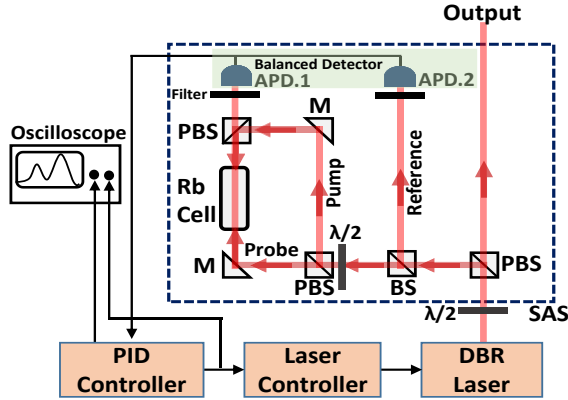 Output
Balanced Detector
APD.1
APD.2
Filter
PBS
M
Oscilloscope
Rb
Cell
Pump
Reference
λ/2
Probe
M
PBS
BS
PBS
λ/2
SAS
PID
Controller
Laser
Controller
DBR
Laser